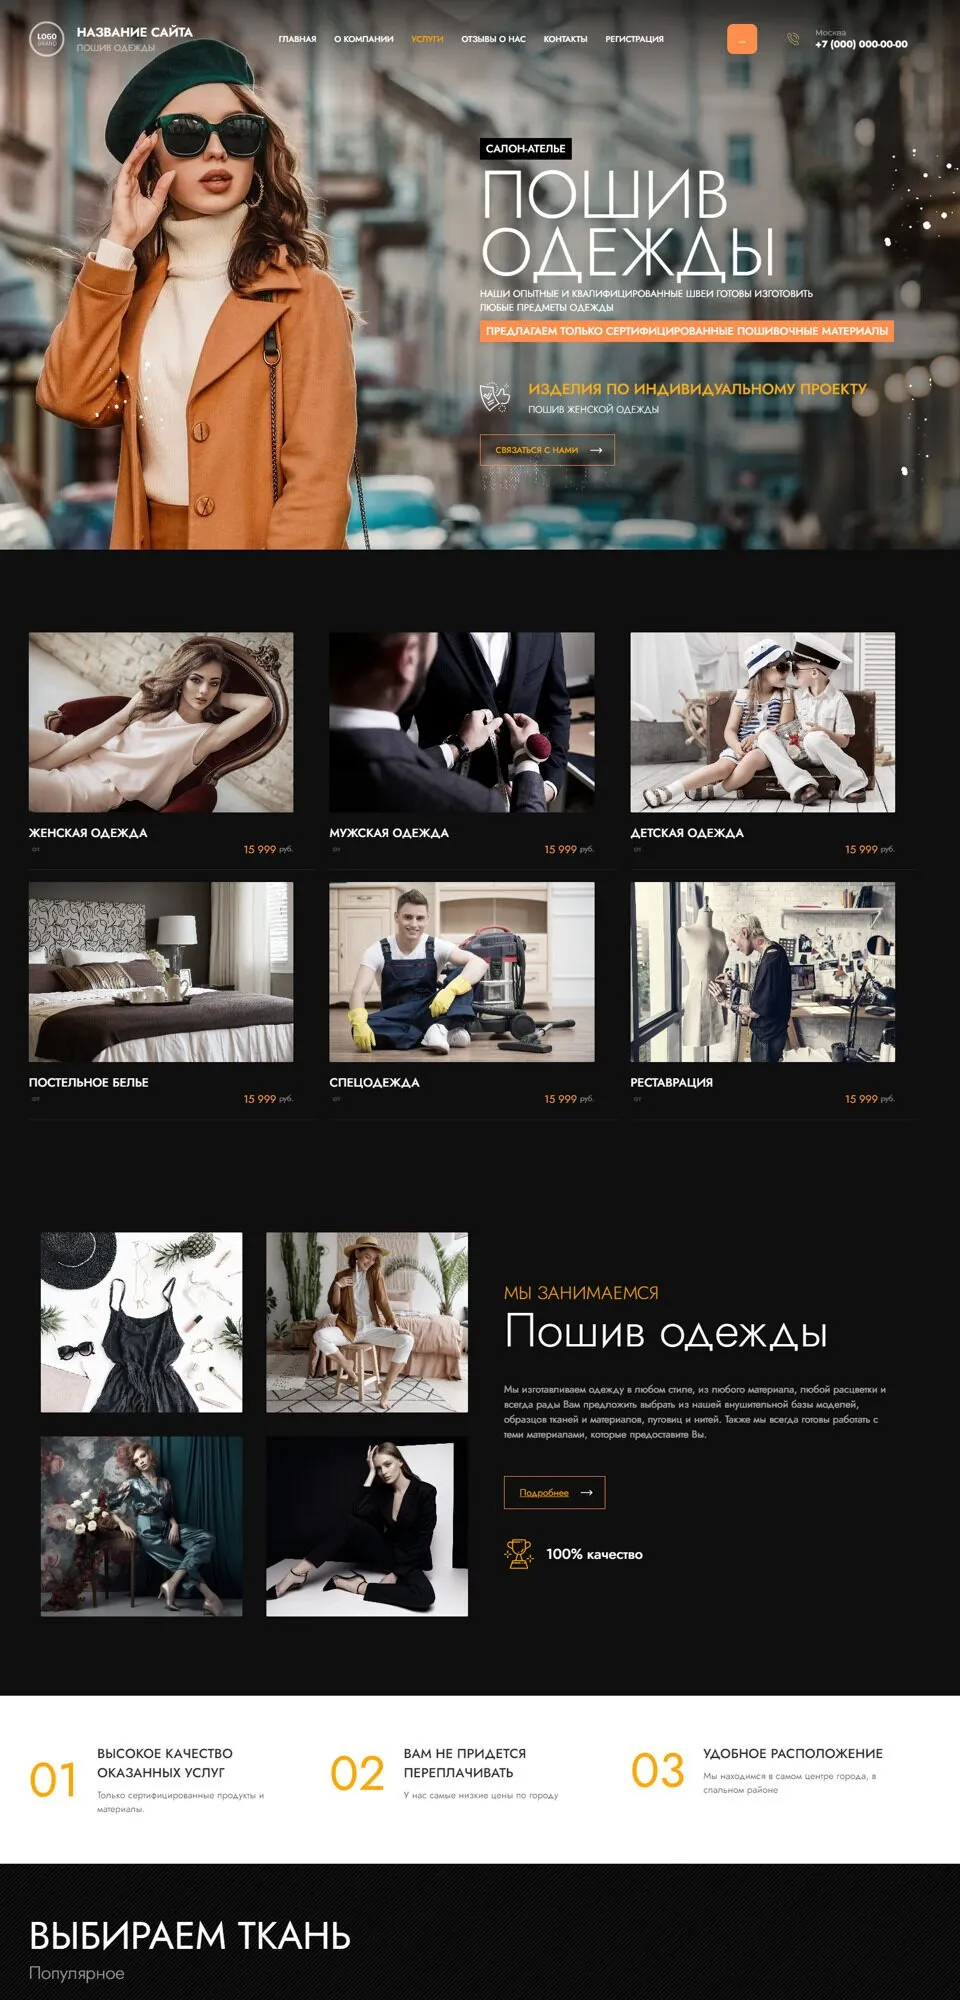 LOGO
BRAND
НАЗВАНИЕ САЙТА
ПОШИВ ОДЕЖДЫ
ГЛАВНАЯ О КОМПАНИИ УСЛУГИ ОТЗЫВЫ О НАС КОНТАКТЫ РЕГИСТРАЦИЯ
...
Москва
+7 (000) 000-00-00
САЛОН-АТЕЛЬЕ
ПОШИВ
ОДЕЖДЫ
НАШИ ОПЫТНЫЕ И КВАЛИФИЦИРОВАННЫЕ ШВЕИ ГОТОВЫ ИЗГОТОВИТЬ
ЛЮБЫЕ ПРЕДМЕТЫ ОДЕЖДЫ
ПРЕДЛАГАЕМ ТОЛЬКО СЕРТИФИЦИРОВАННЫЕ ПОШИВОЧНЫЕ МАТЕРИАЛЫ
ИЗДЕЛИЯ ПО ИНДИВИДУАЛЬНОМУ ПРОЕКТУ
ПОШИВ ЖЕНСКОЙ ОДЕЖДЫ
СВЯЗАТЬСЯ С НАМИ
ЖЕНСКАЯ ОДЕЖДА
от 15 999 руб.
МУЖСКАЯ ОДЕЖДА
от 15 999 руб.
ДЕТСКАЯ ОДЕЖДА
от 15 999 руб.
ПОСТЕЛЬНОЕ БЕЛЬЕ
от 15 999 руб.
СПЕЦОДЕЖДА
от 15 999 руб.
РЕСТАВРАЦИЯ
от 15 999 руб.
МЫ ЗАНИМАЕМСЯ
Пошив одежды
Мы изготавливаем одежду в любом стиле, из любого материала, любой расцветки и
всегда рады Вам предложить выбрать из нашей внушительной базы моделей,
образцов тканей и материалов, пуговиц и нитей. Также мы всегда готовы работать с
теми материалами, которые предоставите Вы.
Подробнее
100% качество
01
ВЫСОКОЕ КАЧЕСТВО
ОКАЗАННЫХ УСЛУГ
Только сертифицированные продукты и
материалы.
02
ВАМ НЕ ПРИДЕТСЯ
ПЕРЕПЛАЧИВАТЬ
У нас самые низкие цены по городу
03
УДОБНОЕ РАСПОЛОЖЕНИЕ
Мы находимся в самом центре города, в
спальном районе
ВЫБИРАЕМ ТКАНЬ
Популярное